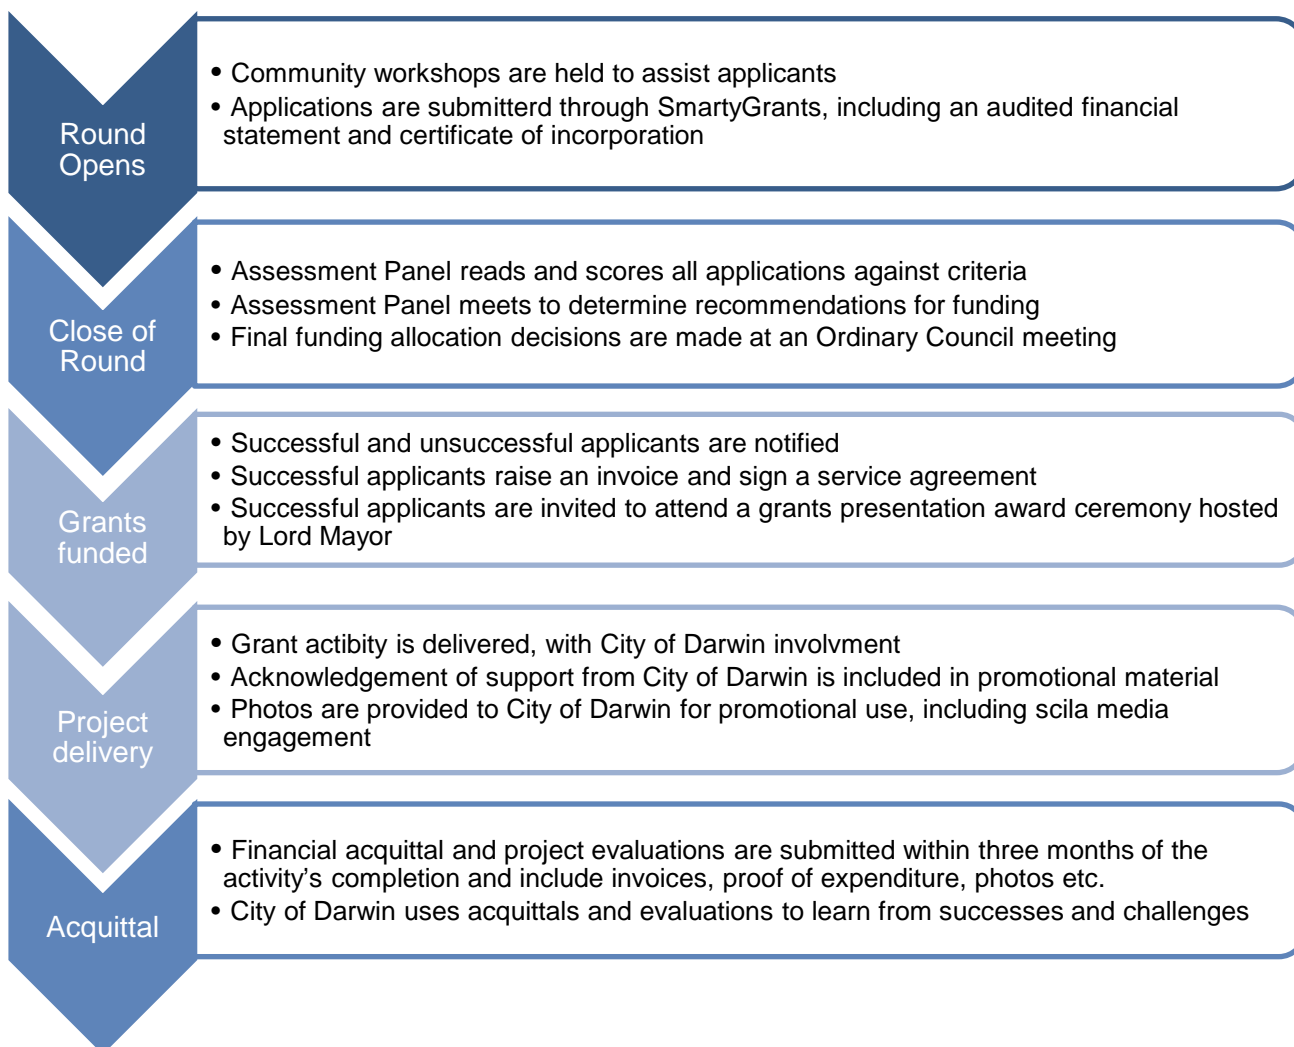 Round
Opens
• Community workshops are held to assist applicants
• Applications are submitterd through SmartyGrants, including an audited financial
statement and certificate of incorporation
Close of
Round
• Assessment Panel reads and scores all applications against criteria
• Assessment Panel meets to determine recommendations for funding
• Final funding allocation decisions are made at an Ordinary Council meeting
Grants
funded
• Successful and unsuccessful applicants are notified
• Successful applicants raise an invoice and sign a service agreement
• Successful applicants are invited to attend a grants presentation award ceremony hosted
by Lord Mayor
Project
delivery
• Grant actibity is delivered, with City of Darwin involvment
• Acknowledgement of support from City of Darwin is included in promotional material
• Photos are provided to City of Darwin for promotional use, including scila media
engagement
Acquittal
• Financial acquittal and project evaluations are submitted within three months of the
activity’s completion and include invoices, proof of expenditure, photos etc.
• City of Darwin uses acquittals and evaluations to learn from successes and challenges